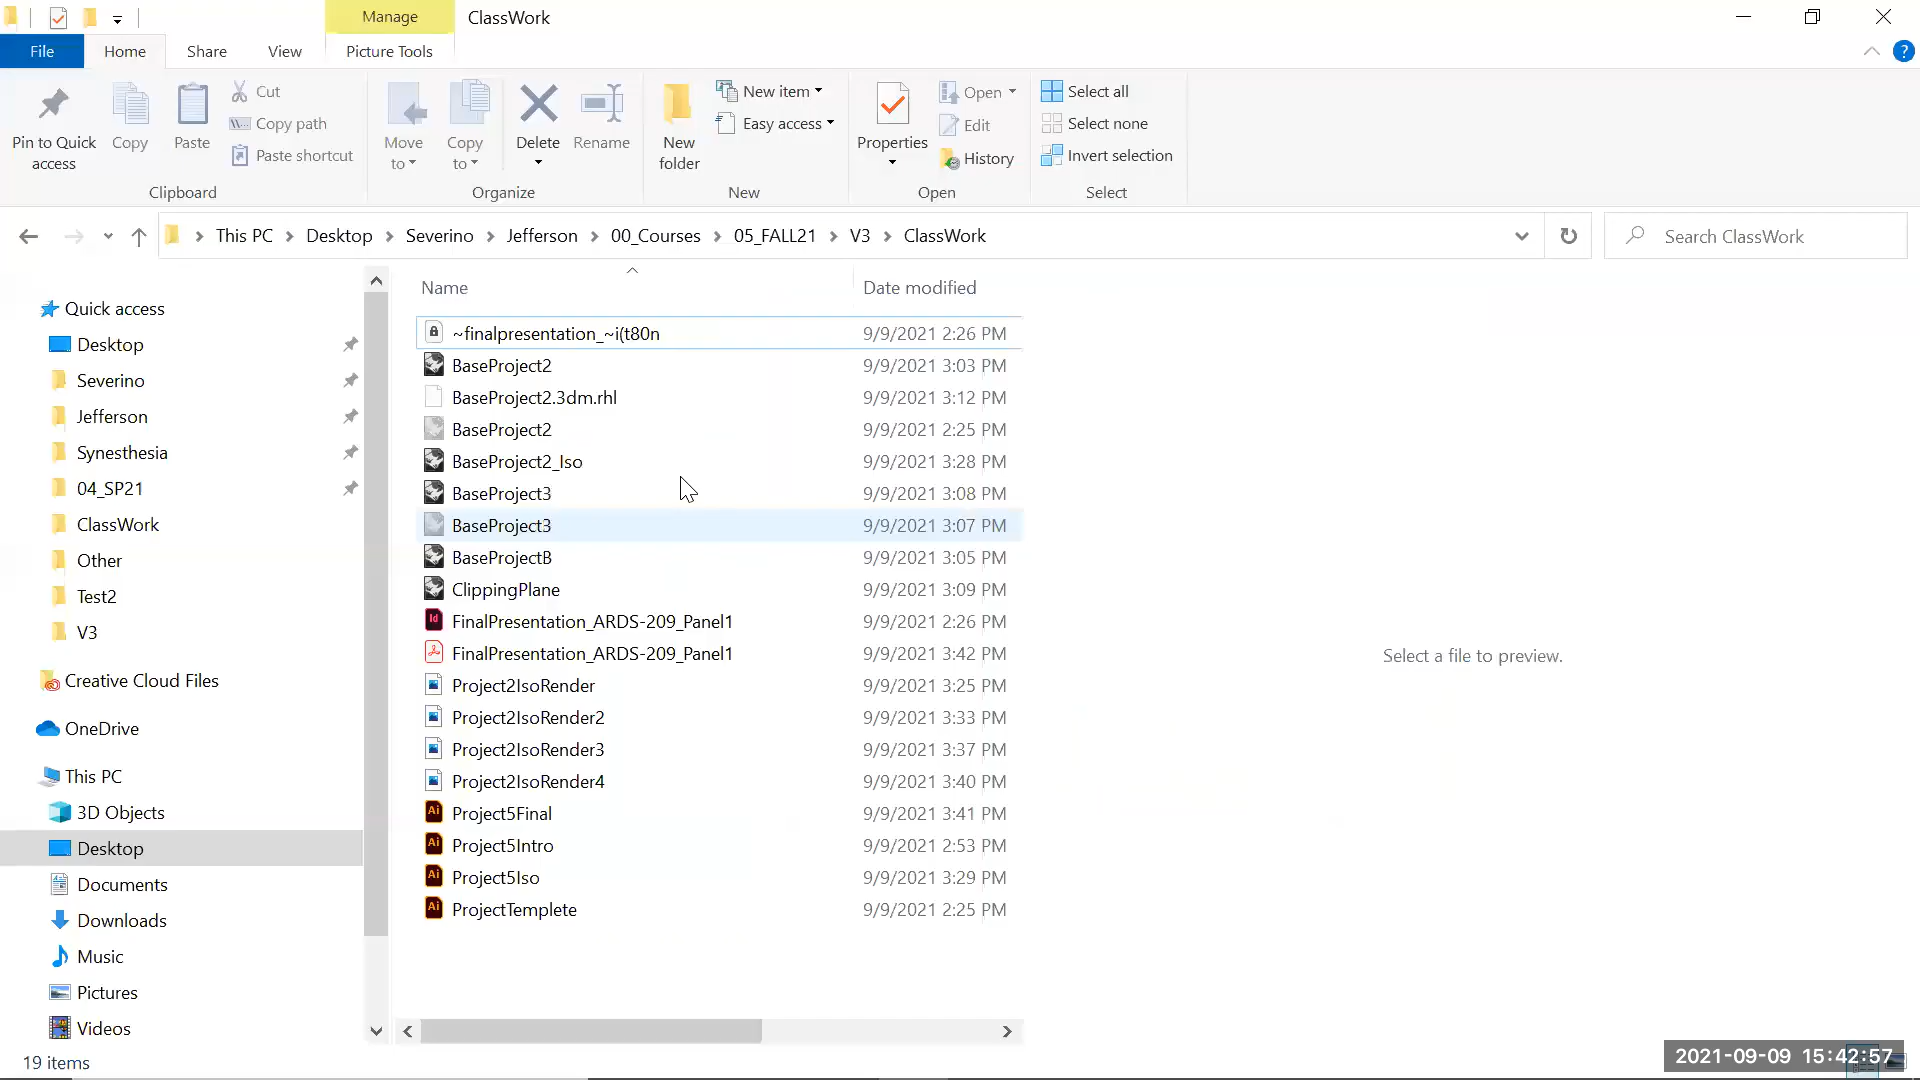 Manage
ClassWork
File
Home
Share
View
Picture Tools
Pin to Quick access
Copy
Paste
Cut
Copy path
Paste shortcut
Clipboard
Move to
Copy to
Delete
Rename
Organize
New folder
New item
Easy access
New
Properties
Open
Edit
History
Open
Select all
Select none
Invert selection
Select
This PC > Desktop > Severino > Jefferson > 00_Courses > 05_FALL21 > V3 > ClassWork
Search ClassWork
Quick access
Desktop
Severino
Jefferson
Synesthesia
04_SP21
ClassWork
Other
Test2
V3
Creative Cloud Files
OneDrive
This PC
3D Objects
Desktop
Documents
Downloads
Music
Pictures
Videos
Name Date modified
~finalpresentation_~i(t80n 9/9/2021 2:26 PM
BaseProject2 9/9/2021 3:03 PM
BaseProject2.3dm.rhl 9/9/2021 3:12 PM
BaseProject2 9/9/2021 2:25 PM
BaseProject2_Iso 9/9/2021 3:28 PM
BaseProject3 9/9/2021 3:08 PM
BaseProject3 9/9/2021 3:07 PM
BaseProjectB 9/9/2021 3:05 PM
ClippingPlane 9/9/2021 3:09 PM
Id FinalPresentation_ARDS-209_Panel1 9/9/2021 2:26 PM
FinalPresentation_ARDS-209_Panel1 9/9/2021 3:42 PM
Project2IsoRender 9/9/2021 3:25 PM
Project2IsoRender2 9/9/2021 3:33 PM
Project2IsoRender3 9/9/2021 3:37 PM
Project2IsoRender4 9/9/2021 3:40 PM
Ai Project5Final 9/9/2021 3:41 PM
Ai Project5Intro 9/9/2021 2:53 PM
Ai Project5Iso 9/9/2021 3:29 PM
Ai ProjectTemplete 9/9/2021 2:25 PM
Select a file to preview.
19 items
2021-09-09 15:42:57